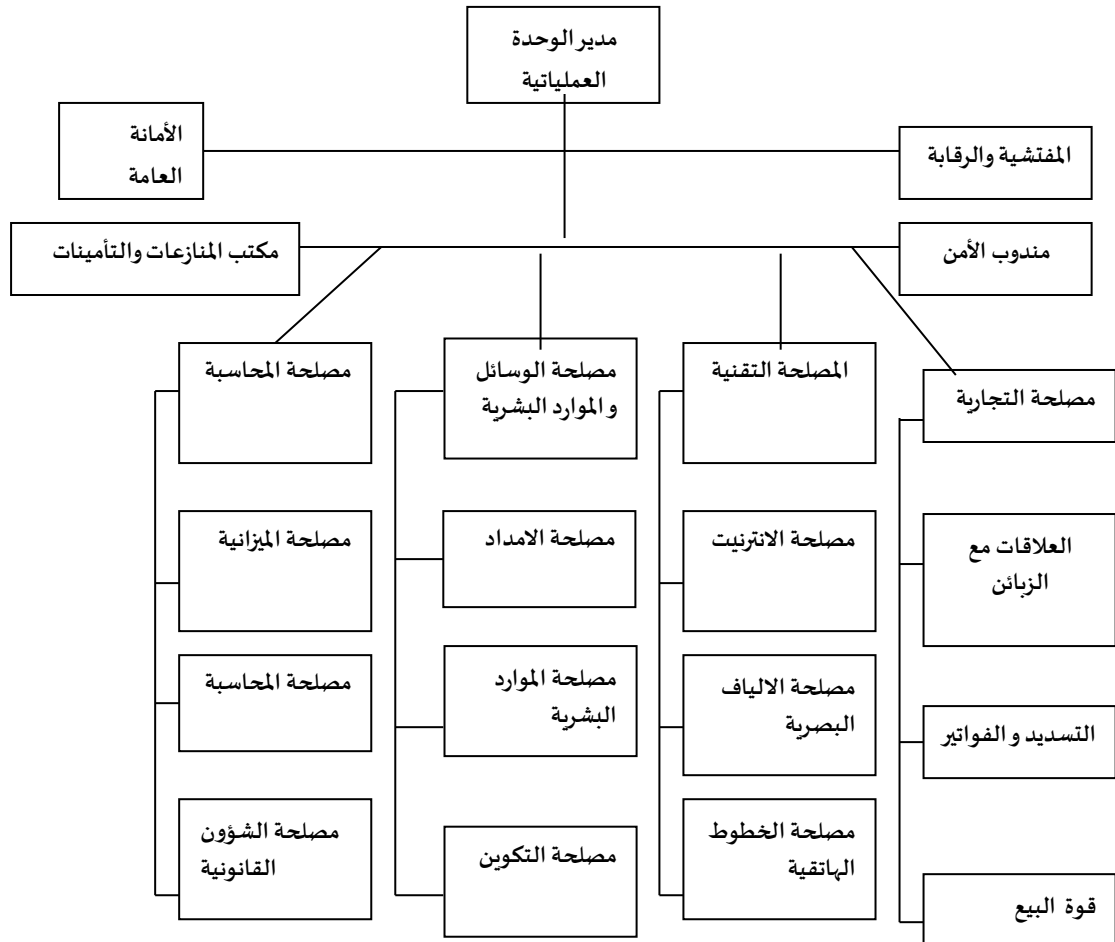 مدير الوحدة
العملياتية
المفتشية والرقابة
الأمانة
العامة
مندوب الأمن
مكتب المنازعات والتأمينات
مصلحة التجارية
المصلحة التقنية
مصلحة الوسائل
و الموارد البشرية
مصلحة المحاسبة
العلاقات مع
الزبائن
مصلحة الانترنيت
مصلحة الامداد
مصلحة الميزانية
التسديد و الفواتير
مصلحة الالياف
البصرية
مصلحة الموارد
البشرية
مصلحة المحاسبة
قوة البيع
مصلحة الخطوط
الهاتقية
مصلحة التكوين
مصلحة الشؤون
القانونية